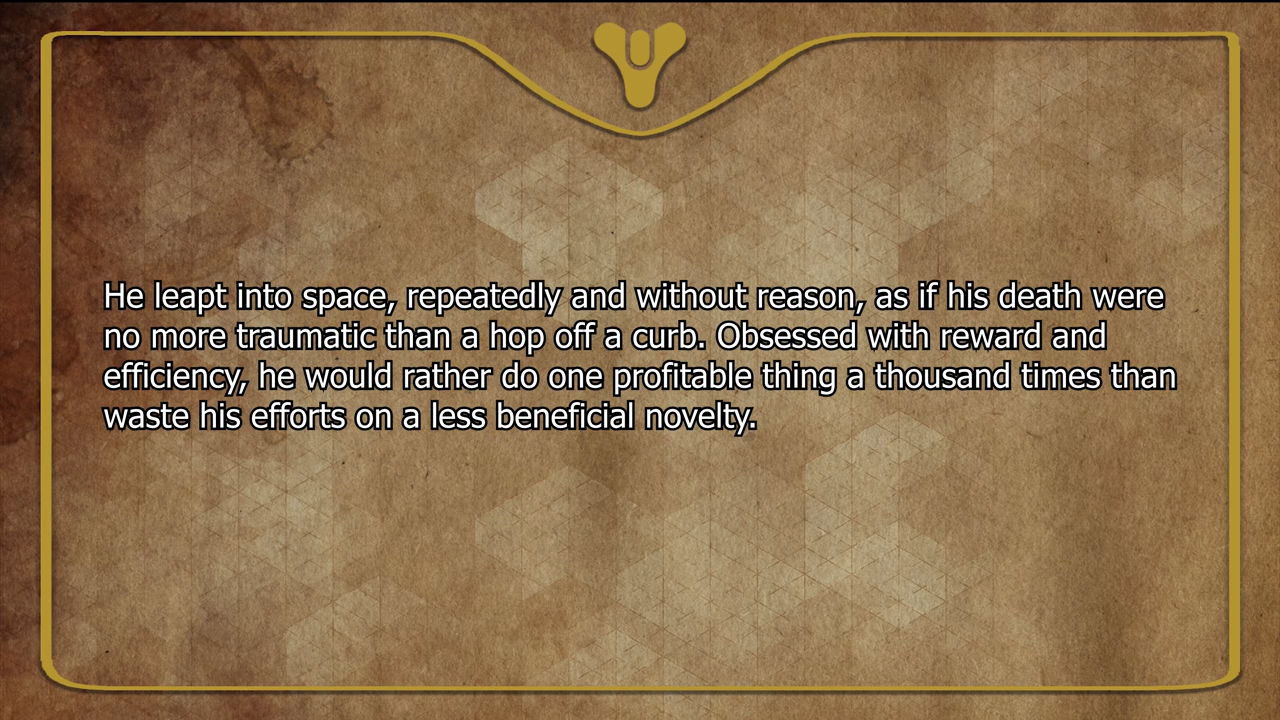 He leapt into space, repeatedly and without reason, as if his death were
no more traumatic than a hop off a curb. Obsessed with reward and
efficiency, he would rather do one profitable thing a thousand times than
waste his efforts on a less beneficial novelty.